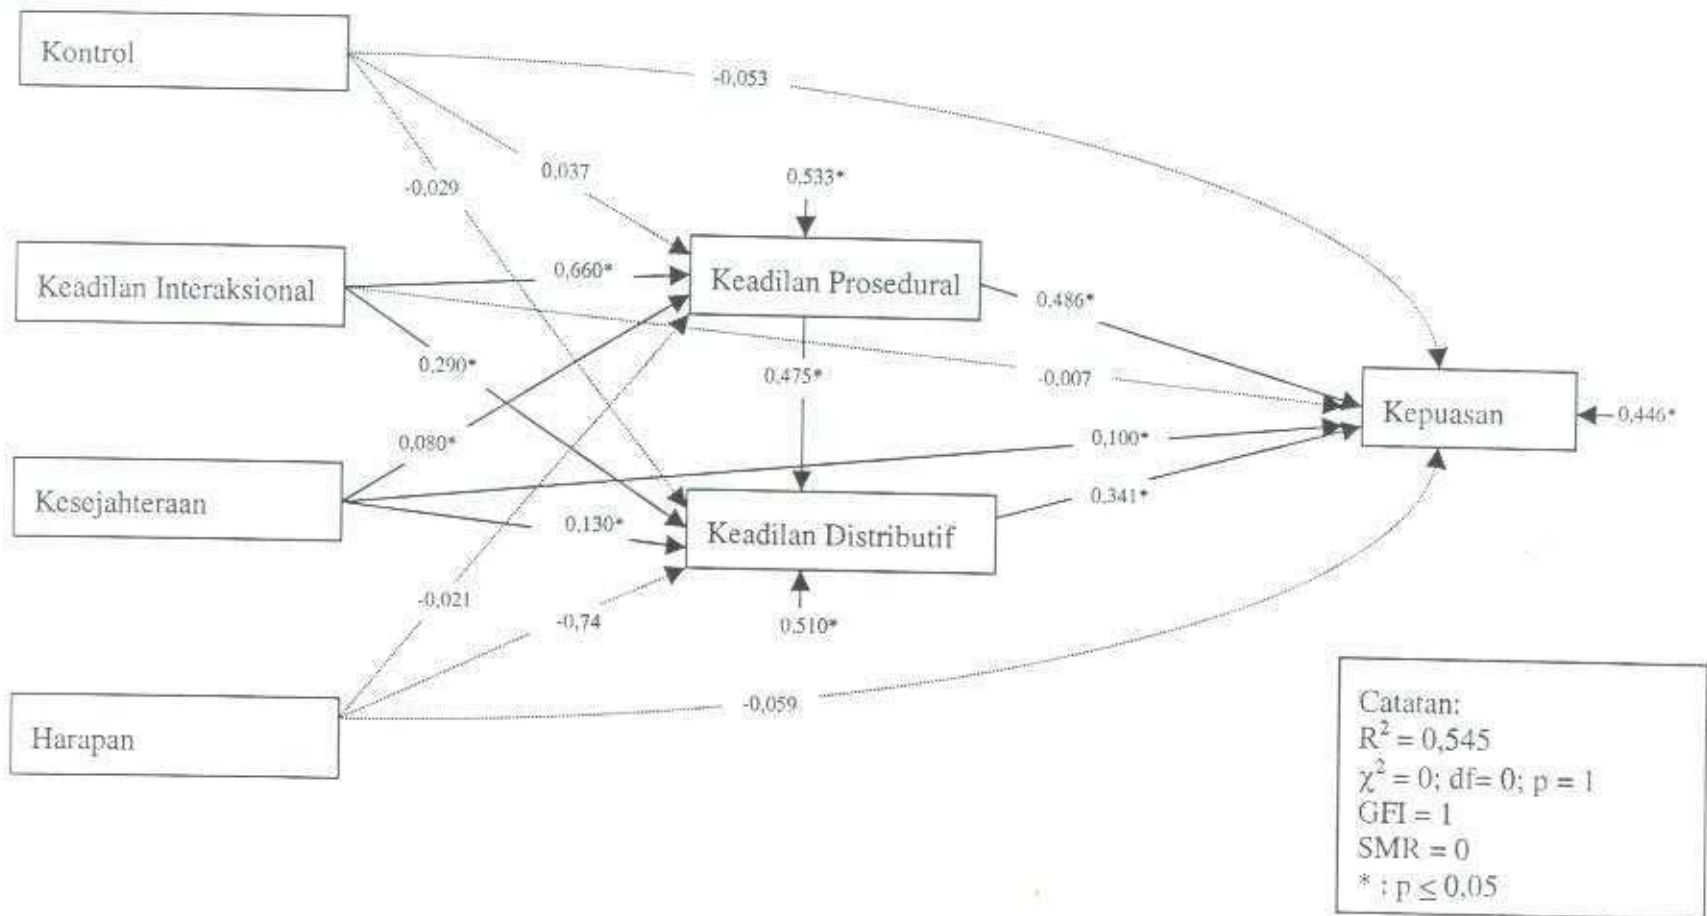 Kontrol
-0,053
0,037
-0,029
0,533*
Keadilan Interaksional
0,660*
Keadilan Prosedural
0,486*
0,290*
0,475*
-0,007
Kepuasan
0,446*
0,080*
0,100*
Kesejahteraan
0,130*
Keadilan Distributif
0,341*
-0,021
-0,74
0,510*
Harapan
-0,059
Catatan:
R² = 0,545
χ² = 0; df= 0; p = 1
GFI = 1
SMR = 0
* : p ≤ 0,05